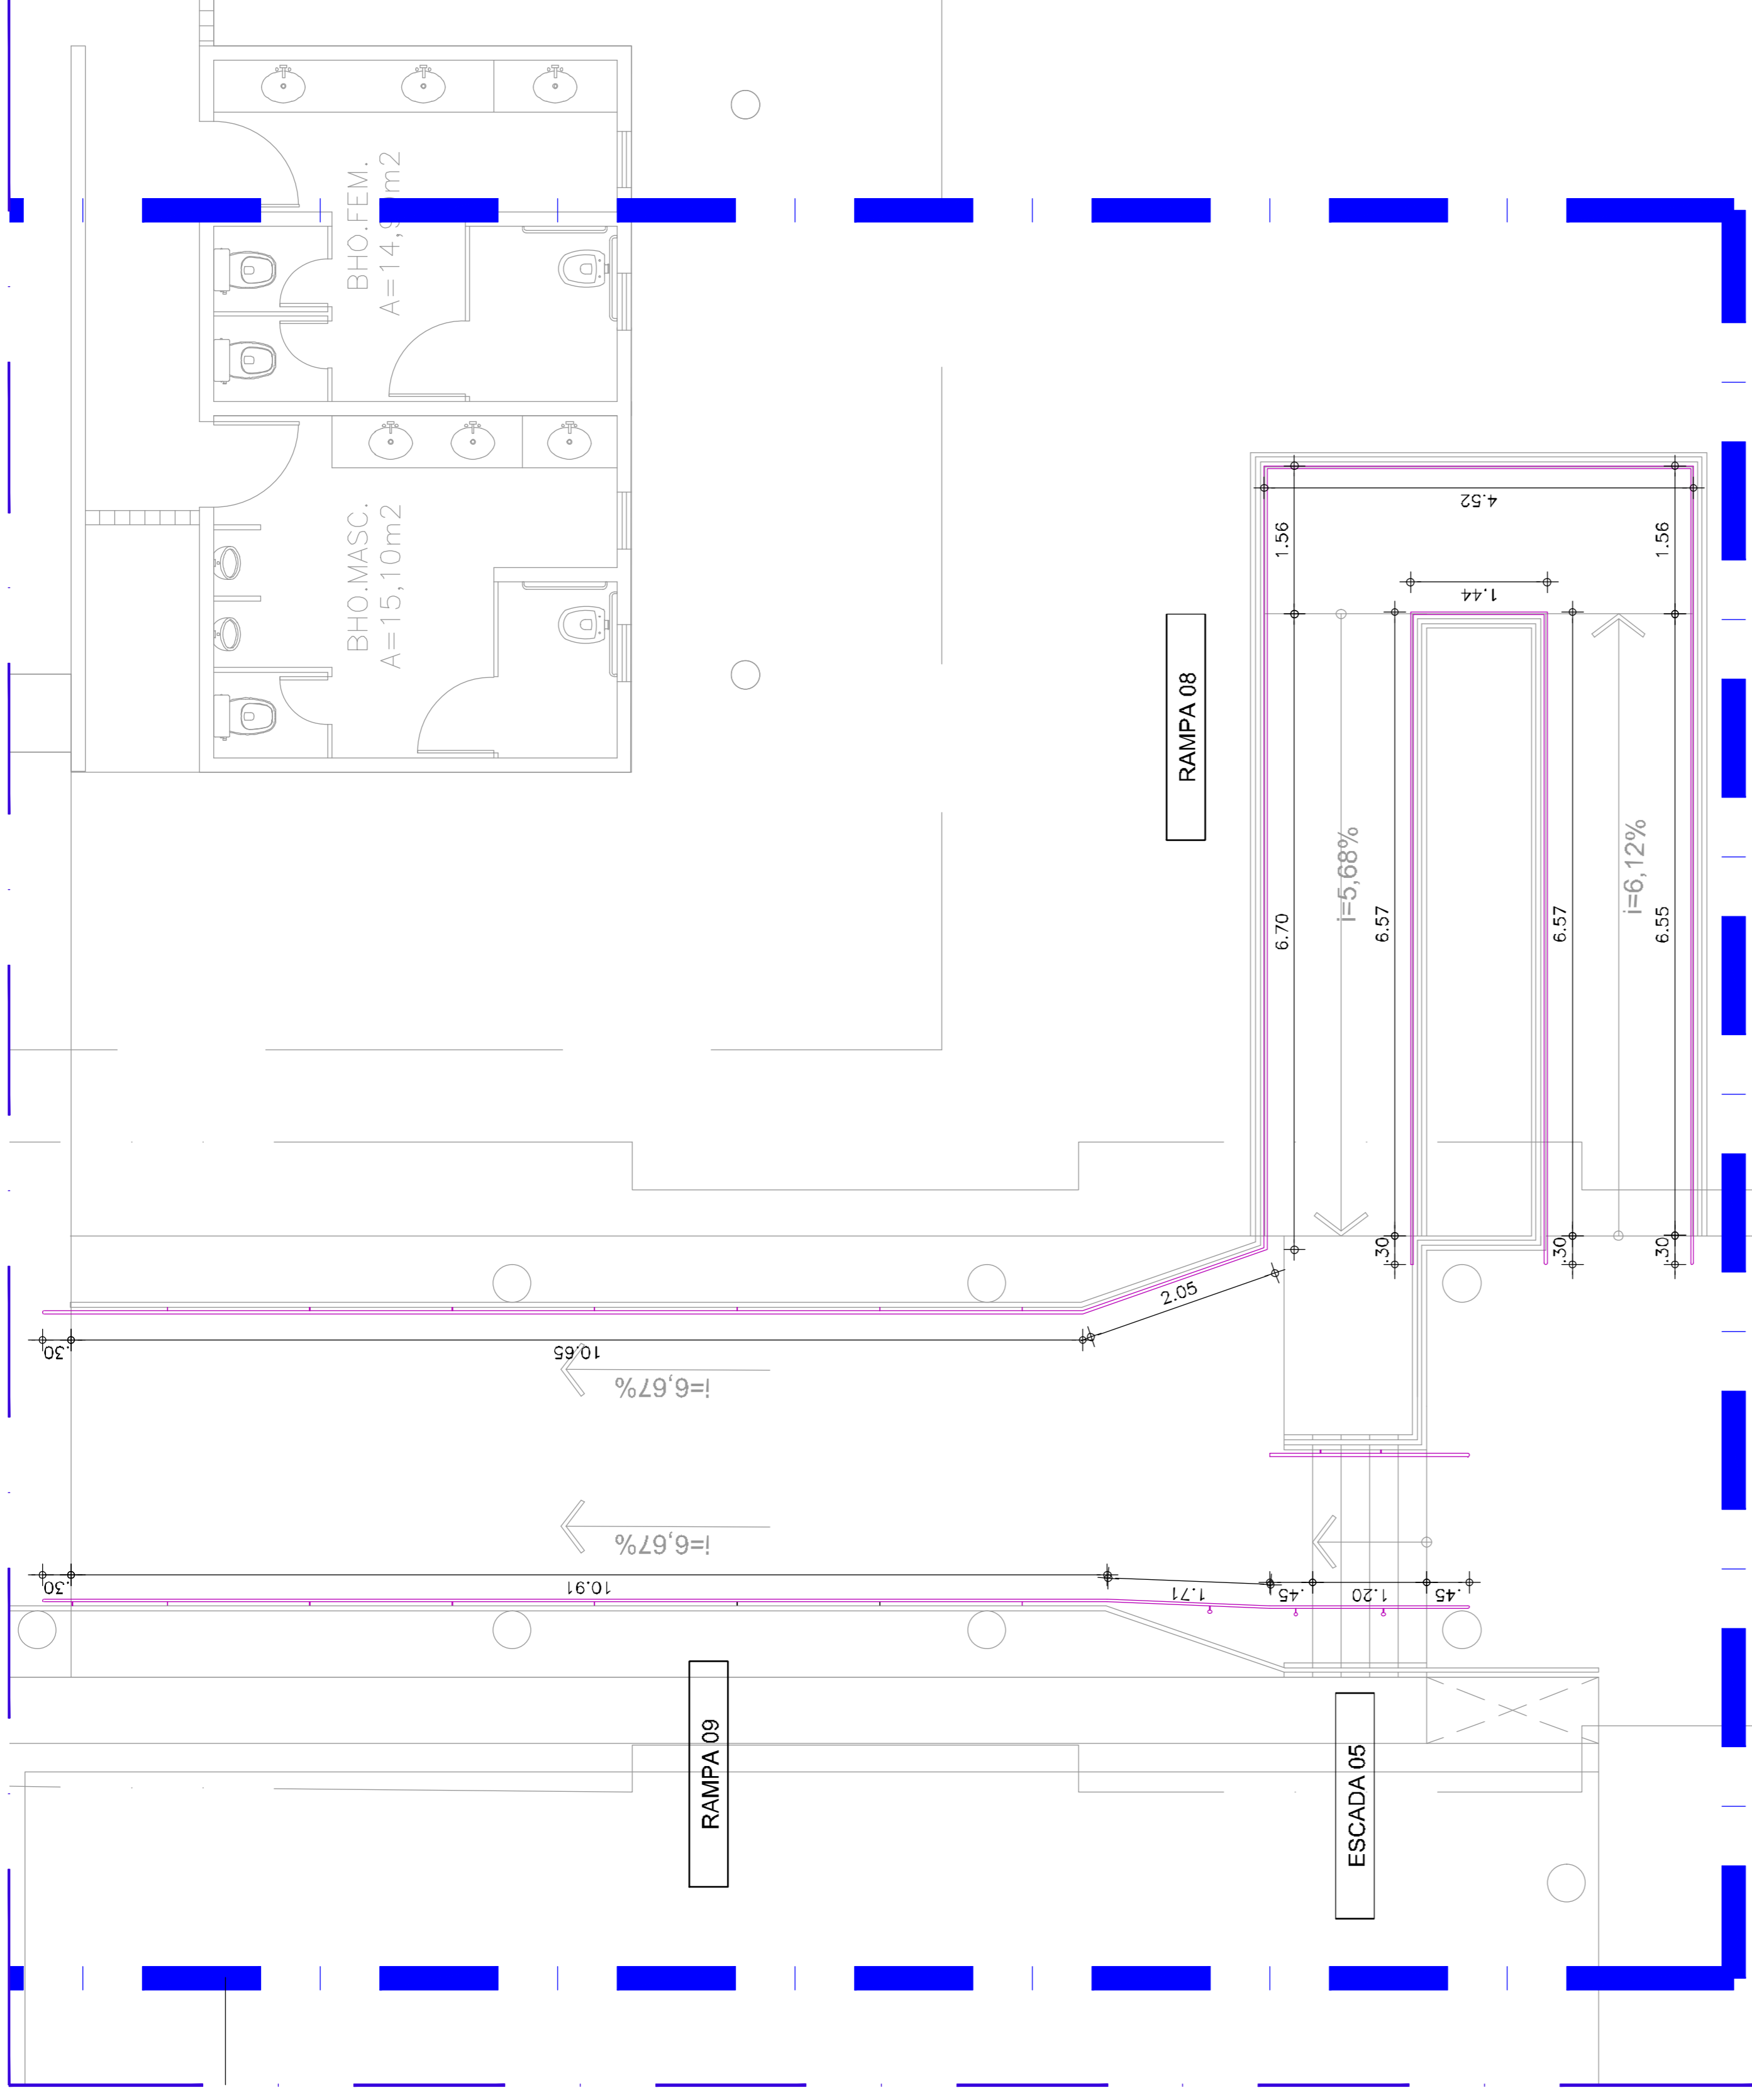 BHO.FEM.
A=14,
m2
BHO.MASC.
A=15,10m2
4.52
1.56
1.56
1.44
RAMPA 08
i=5,68%
i=6,12%
6.70
6.57
6.57
6.55
.30
.30
.30
2.05
.30
10.65
i=6,67%
i=6,67%
.30
10.91
1.71
.45
1.20
.45
RAMPA 09
ESCADA 05